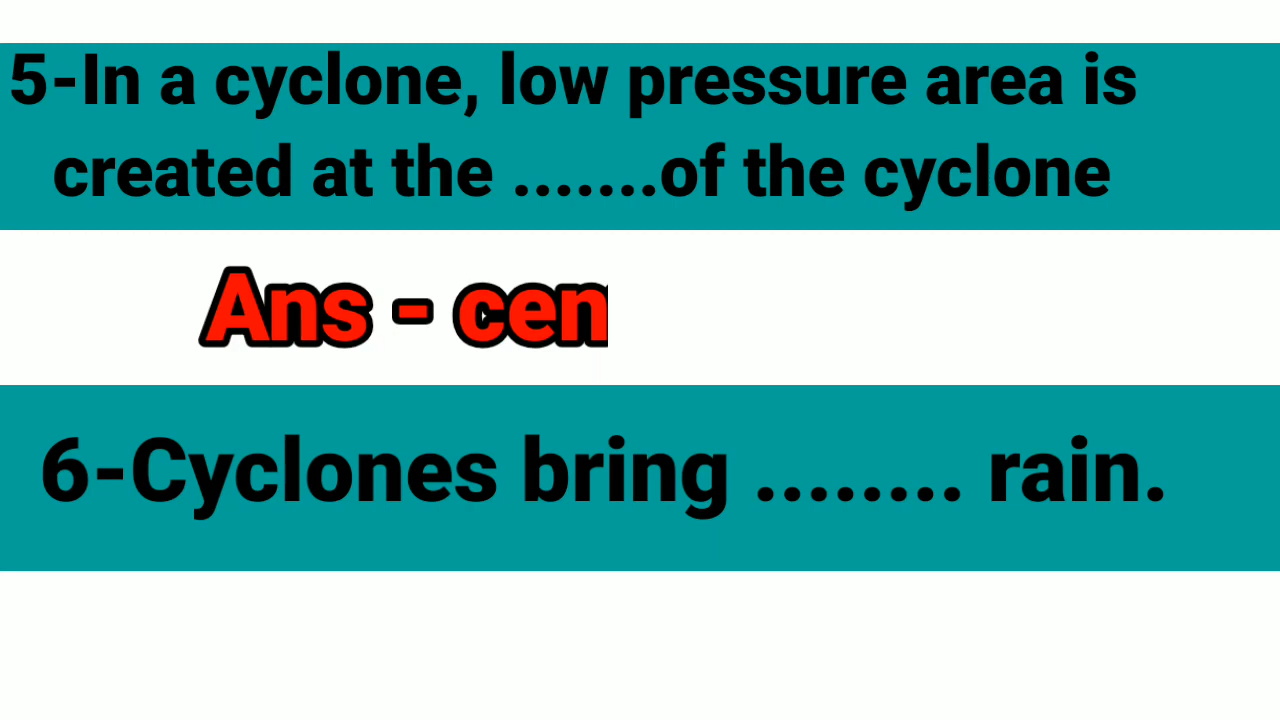 5-In a cyclone, low pressure area is
created at the .......of the cyclone
Ans - cen
6-Cyclones bring ........ rain.